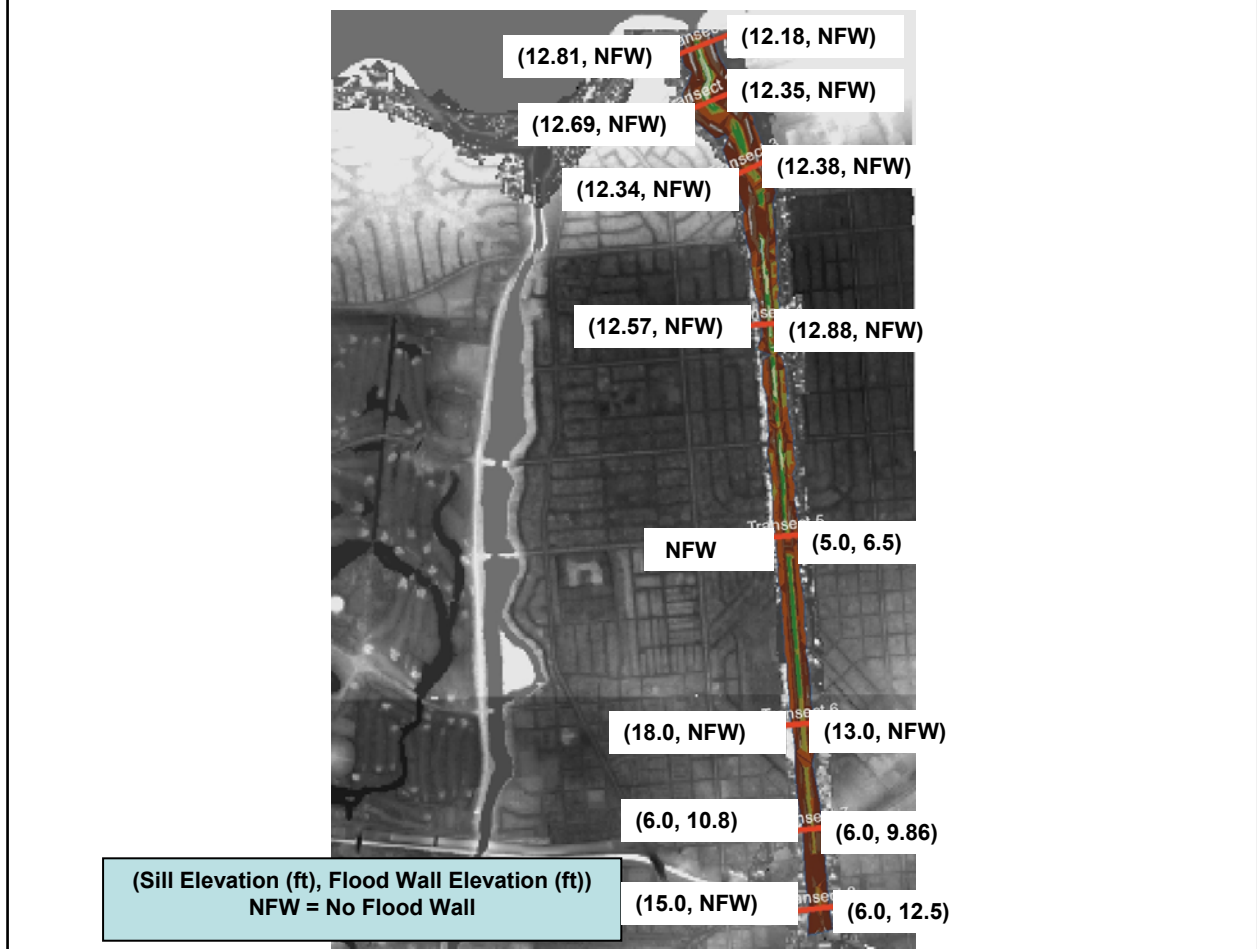 (12.81, NFW)
(12.18, NFW)
(12.69, NFW)
(12.35, NFW)
(12.34, NFW)
(12.38, NFW)
(12.57, NFW)
(12.88, NFW)
Transect 5
NFW
(5.0, 6.5)
(18.0, NFW)
(13.0, NFW)
(6.0, 10.8)
(6.0, 9.86)
(15.0, NFW)
(6.0, 12.5)
(Sill Elevation (ft), Flood Wall Elevation (ft))
NFW = No Flood Wall